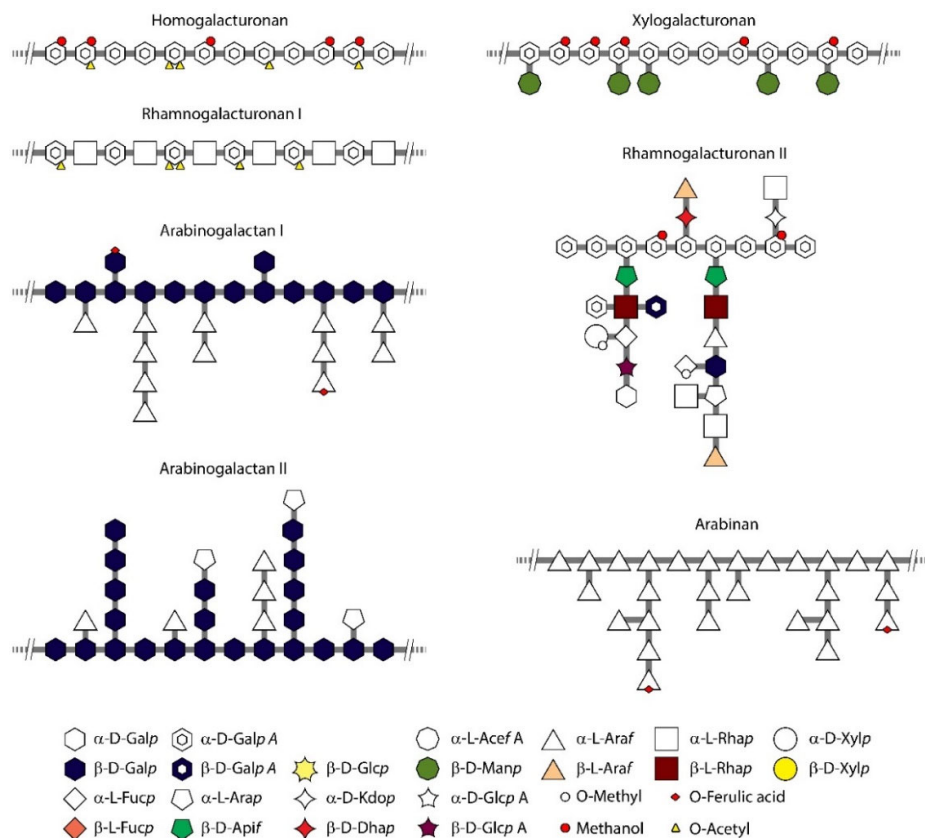 Homogalacturonan
Xylogalacturonan
Rhamnogalacturonan I
Rhamnogalacturonan II
Arabinogalactan I
Arabinogalactan II
Arabinan
α-D-Galp α-D-Galp A α-L-Acef A α-L-Araf α-L-Rhap α-D-Xylp
β-D-Galp β-D-Galp A β-D-Glcp β-D-Manp β-L-Araf β-L-Rhap β-D-Xylp
α-L-Fucp α-L-Arap α-D-Kdop α-D-Glcp A O-Methyl O-Ferulic acid
β-L-Fucp β-D-Apif β-D-Dhap β-D-Glcp A Methanol O-Acetyl